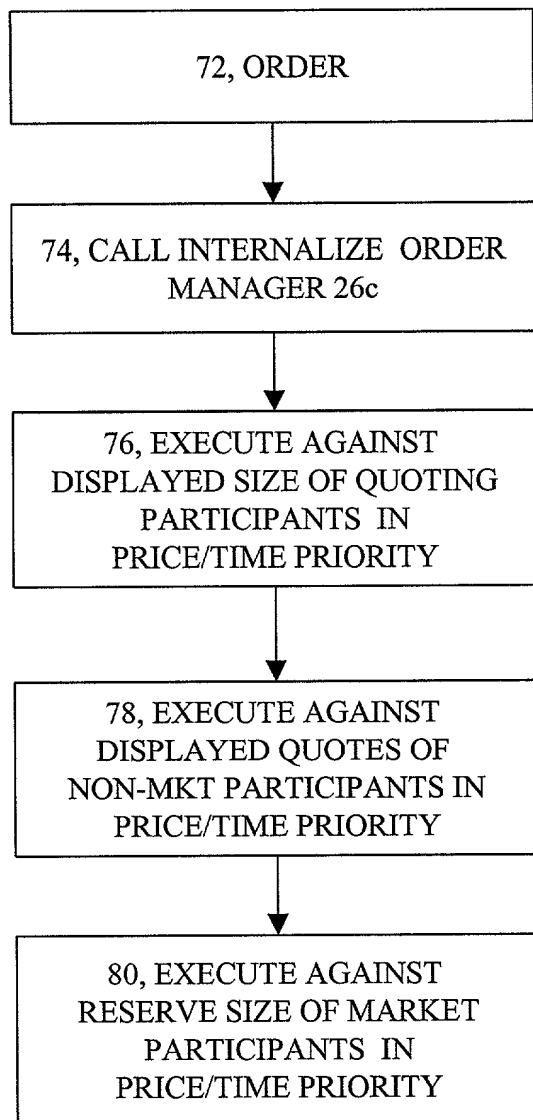 72, ORDER
74, CALL INTERNALIZE ORDER
MANAGER 26c
76, EXECUTE AGAINST
DISPLAYED SIZE OF QUOTING
PARTICIPANTS IN
PRICE/TIME PRIORITY
78, EXECUTE AGAINST
DISPLAYED QUOTES OF
NON-MKT PARTICIPANTS IN
PRICE/TIME PRIORITY
80, EXECUTE AGAINST
RESERVE SIZE OF MARKET
PARTICIPANTS IN
PRICE/TIME PRIORITY